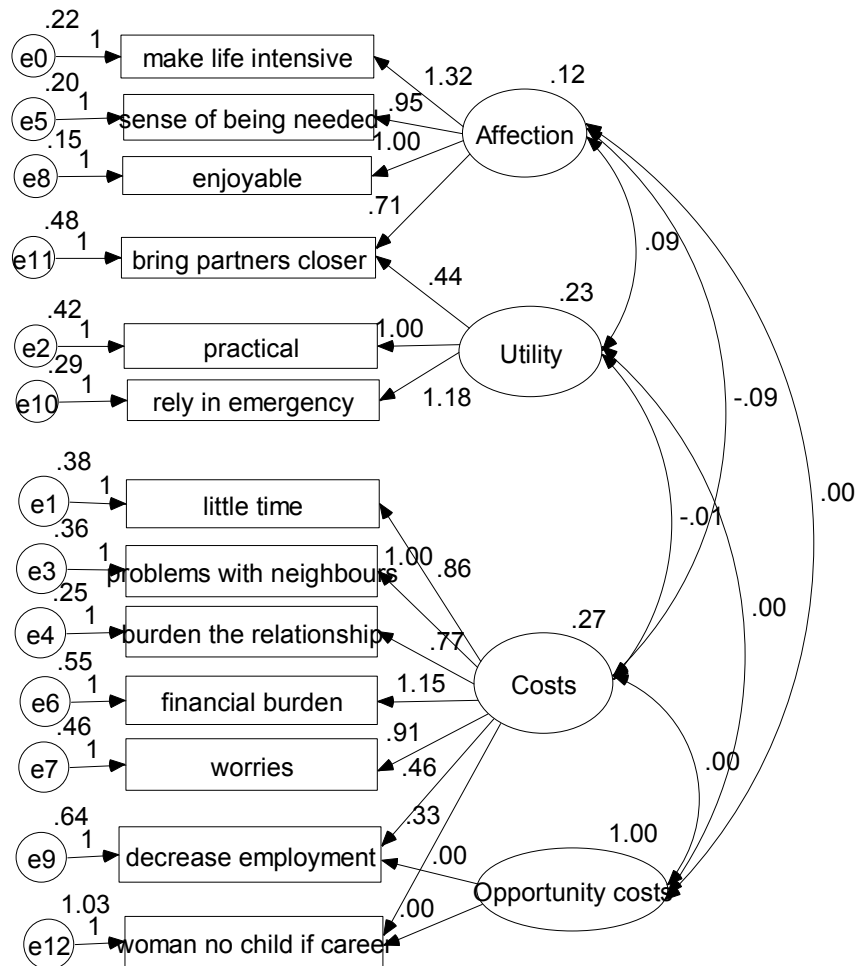 .22
e0 1 make life intensive
1.32
.12
.20
e5 1 sense of being needed
.95
Affection
.15
e8 1 enjoyable
1.00
.71
.48
e11 1 bring partners closer
.09
.44
.23
.42
e2 1 practical
1.00
Utility
.29
e10 rely in emergency
1.18
-.09
.38
e1 1 little time
.00
-.01
.36
e3 1 problems with neighbours
1.00
.86
.25
e4 1 burden the relationship
.77
.27
.00
.55
e6 1 financial burden
1.15
Costs
.46
e7 1 worries
.91
.46
.00
.33
.64
e9 1 decrease employment
.00
1.00
Opportunity costs
.00
1.03
e12 1 woman no child if career